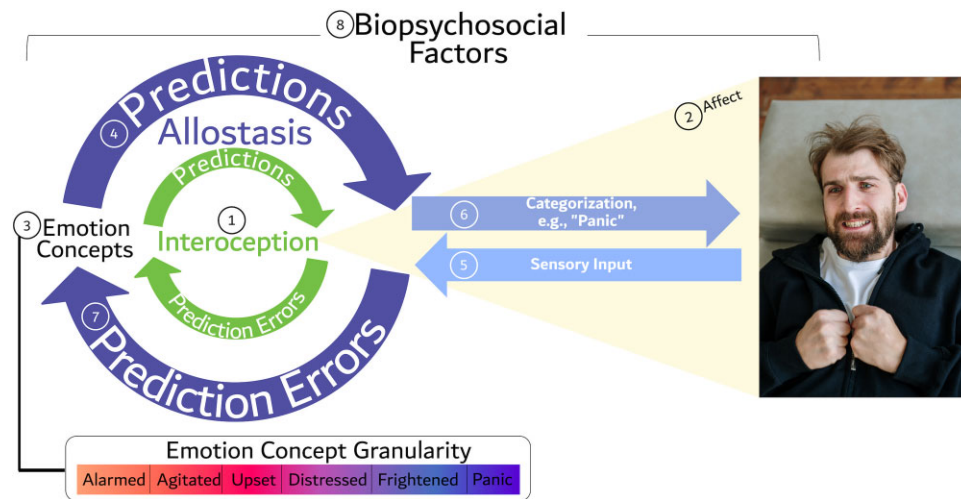 8 Biopsychosocial
Factors
4 Predictions
Allostasis
Predictions
1
Interoception
Prediction Errors
7 Prediction Errors
3 Emotion
Concepts
2 Affect
6 Categorization,
e.g., "Panic"
5 Sensory Input
Emotion Concept Granularity
Alarmed Agitated Upset Distressed Frightened Panic